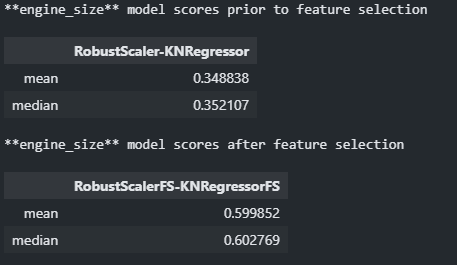 **engine_size** model scores prior to feature selection
RobustScaler-KNRegressor
mean 0.348838
median 0.352107
**engine_size** model scores after feature selection
RobustScalerFS-KNRegressorFS
mean 0.599852
median 0.602769